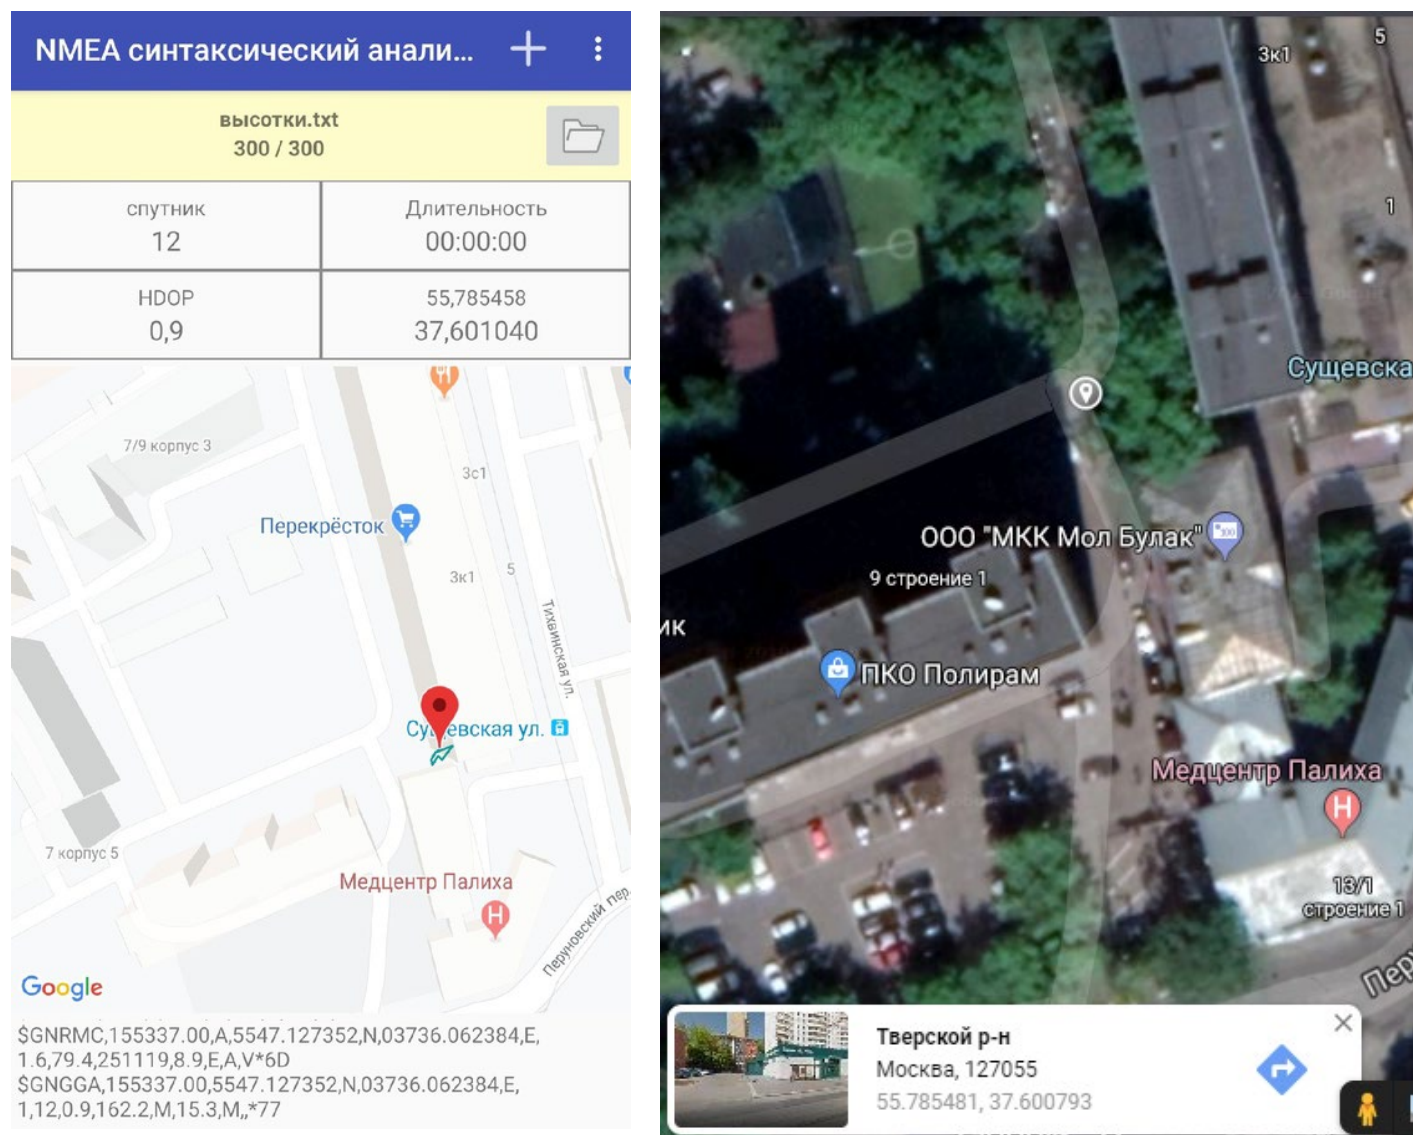 NMEA синтаксический анали...
высотки.txt
300 / 300
спутник
12
Длительность
00:00:00
HDOP
0,9
55,785458
37,601040
7/9 корпус 3
3с1
Перекрёсток
3к1
5
Тихвинская ул.
Сущевская ул.
7 корпус 5
Медцентр Палиха
Перуновский пер.
Google
$GNRMC,155337.00,A,5547.127352,N,03736.062384,E,
1.6,79.4,251119,8.9,E,A,V*6D
$GNGGA,155337.00,5547.127352,N,03736.062384,E,
1,12,0.9,162.2,M,15.3,M,,*77
3к1
5
1
Сущевска
ООО "МКК Мол Булак"
9 строение 1
ик
ПКО Полирам
Медцентр Палиха
13/1
строение 1
Пер
Тверской р-н
Москва, 127055
55.785481, 37.600793